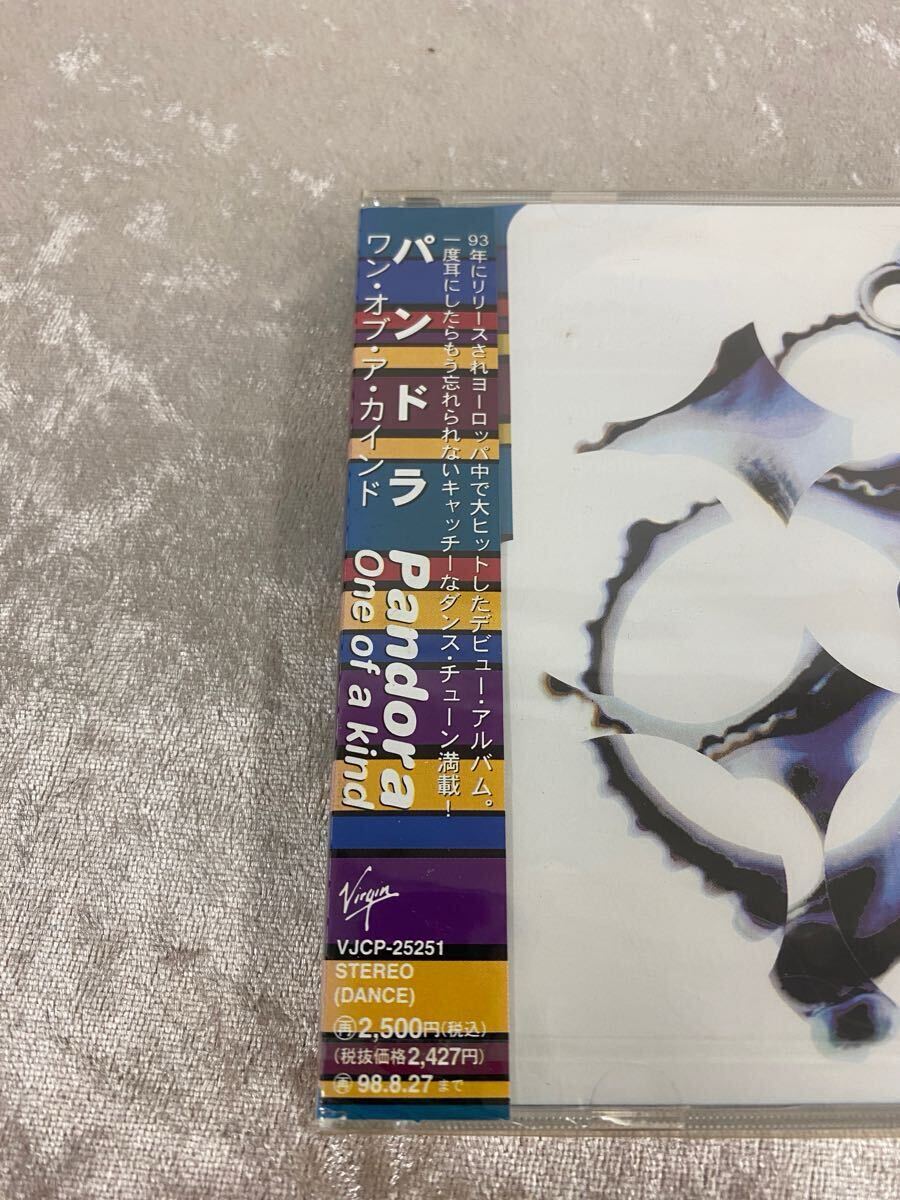 93年にリリースされヨーロッパ中で大ヒットしたデビュー・アルバム。
一度耳にしたらもう忘れられないキャッチーなダンス・チューン満載！
パンドラ Pandora
ワン・オブ・ア・カインド One of a kind
Virgin
VJCP-25251
STEREO
(DANCE)
再2,500円(税込)
(税抜価格2,427円)
再98.8.27まで